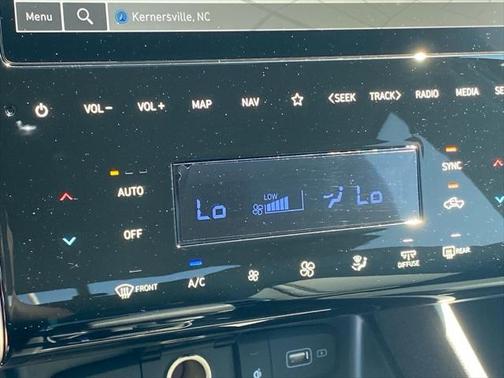 Menu Kernersville, NC
VOL− VOL+ MAP NAV ☆ <SEEK TRACK> RADIO MEDIA
AUTO LOW SYNC
Lo Lo
OFF
FRONT A/C DIFFUSE REAR